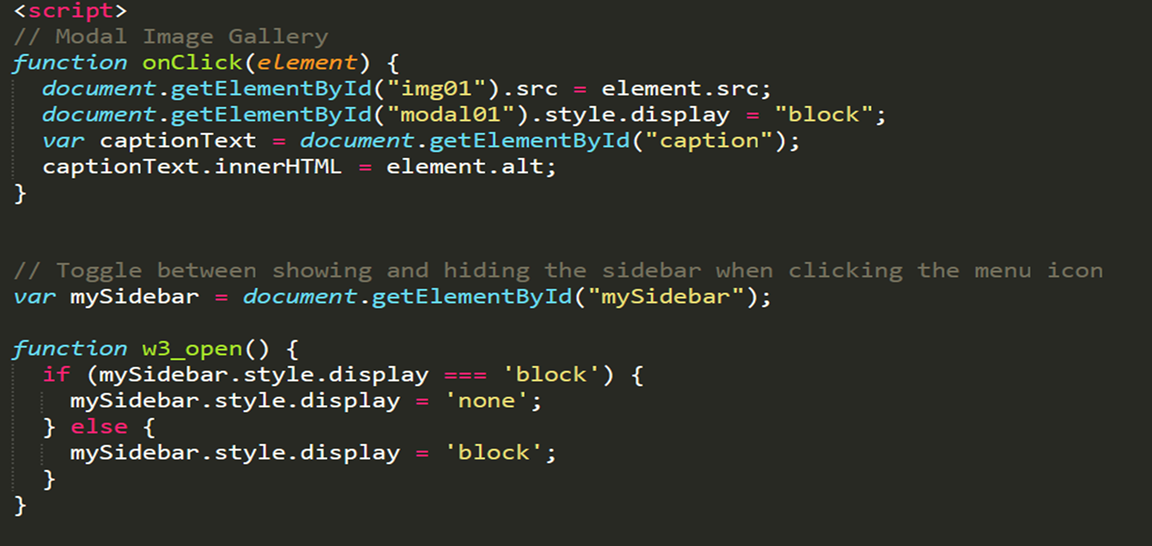 <script>
// Modal Image Gallery
function onClick(element) {
  document.getElementById("img01").src = element.src;
  document.getElementById("modal01").style.display = "block";
  var captionText = document.getElementById("caption");
  captionText.innerHTML = element.alt;
}
// Toggle between showing and hiding the sidebar when clicking the menu icon
var mySidebar = document.getElementById("mySidebar");
function w3_open() {
  if (mySidebar.style.display === 'block') {
    mySidebar.style.display = 'none';
  } else {
    mySidebar.style.display = 'block';
  }
}